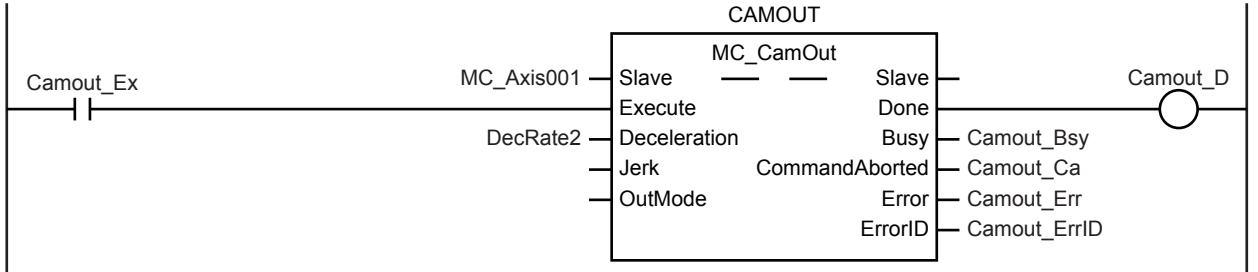 CAMOUT
MC_CamOut
Camout_Ex
MC_Axis001 Slave Slave Camout_D
Execute Done
DecRate2 Deceleration Busy Camout_Bsy
Jerk CommandAborted Camout_Ca
OutMode Error Camout_Err
ErrorID Camout_ErrID